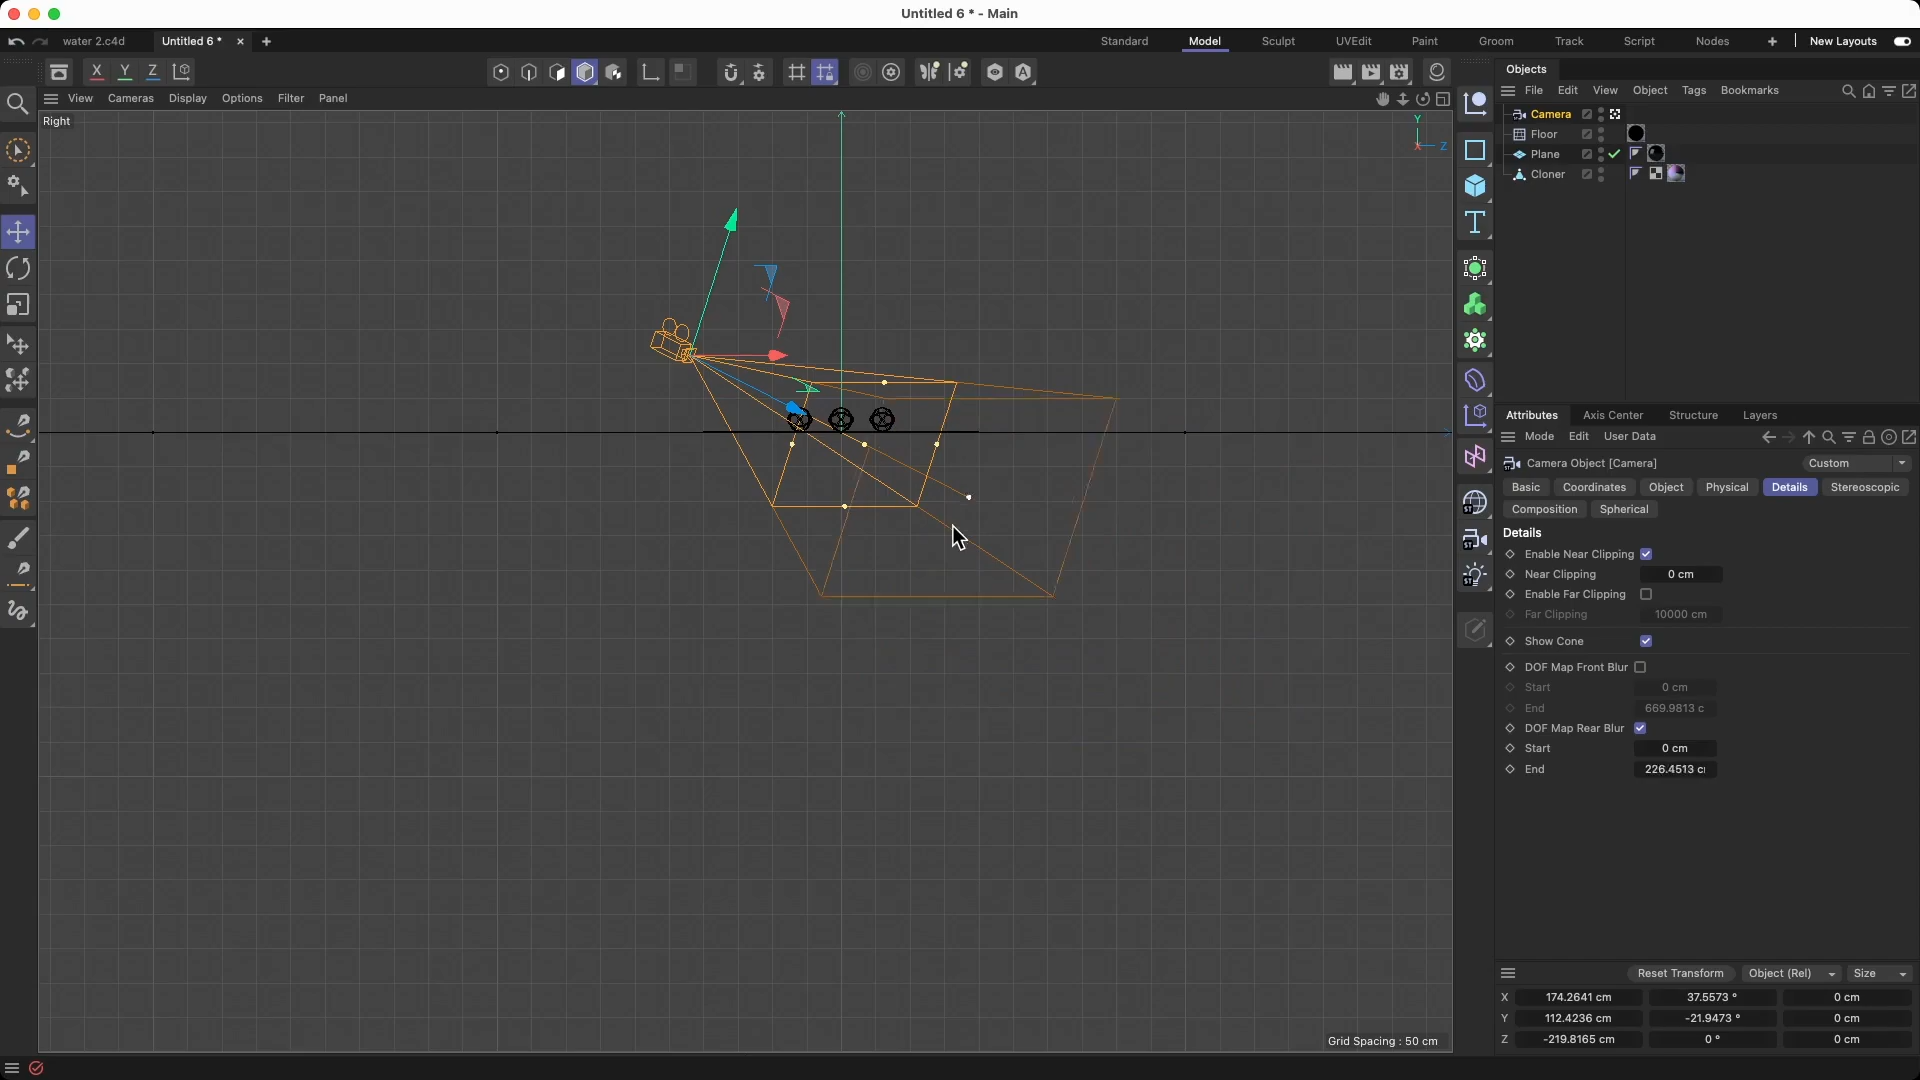 Untitled 6 * - Main
water 2.c4d
Untitled 6 * × +
Standard Model Sculpt UVEdit Paint Groom Track Script Nodes + New Layouts
X Y Z
View Cameras Display Options Filter Panel
Right
Y
X Z
Grid Spacing : 50 cm
Objects
File Edit View Object Tags Bookmarks
Camera
Floor
Plane
Cloner
Attributes Axis Center Structure Layers
Mode Edit User Data
Camera Object [Camera] Custom
Basic Coordinates Object Physical Details Stereoscopic
Composition Spherical
Details
Enable Near Clipping
Near Clipping 0 cm
Enable Far Clipping
Far Clipping 10000 cm
Show Cone
DOF Map Front Blur
Start 0 cm
End 669.9813 c
DOF Map Rear Blur
Start 0 cm
End 226.4513 c
Reset Transform Object (Rel) Size
X 174.2641 cm 37.5573 ° 0 cm
Y 112.4236 cm -21.9473 ° 0 cm
Z -219.8165 cm 0 ° 0 cm